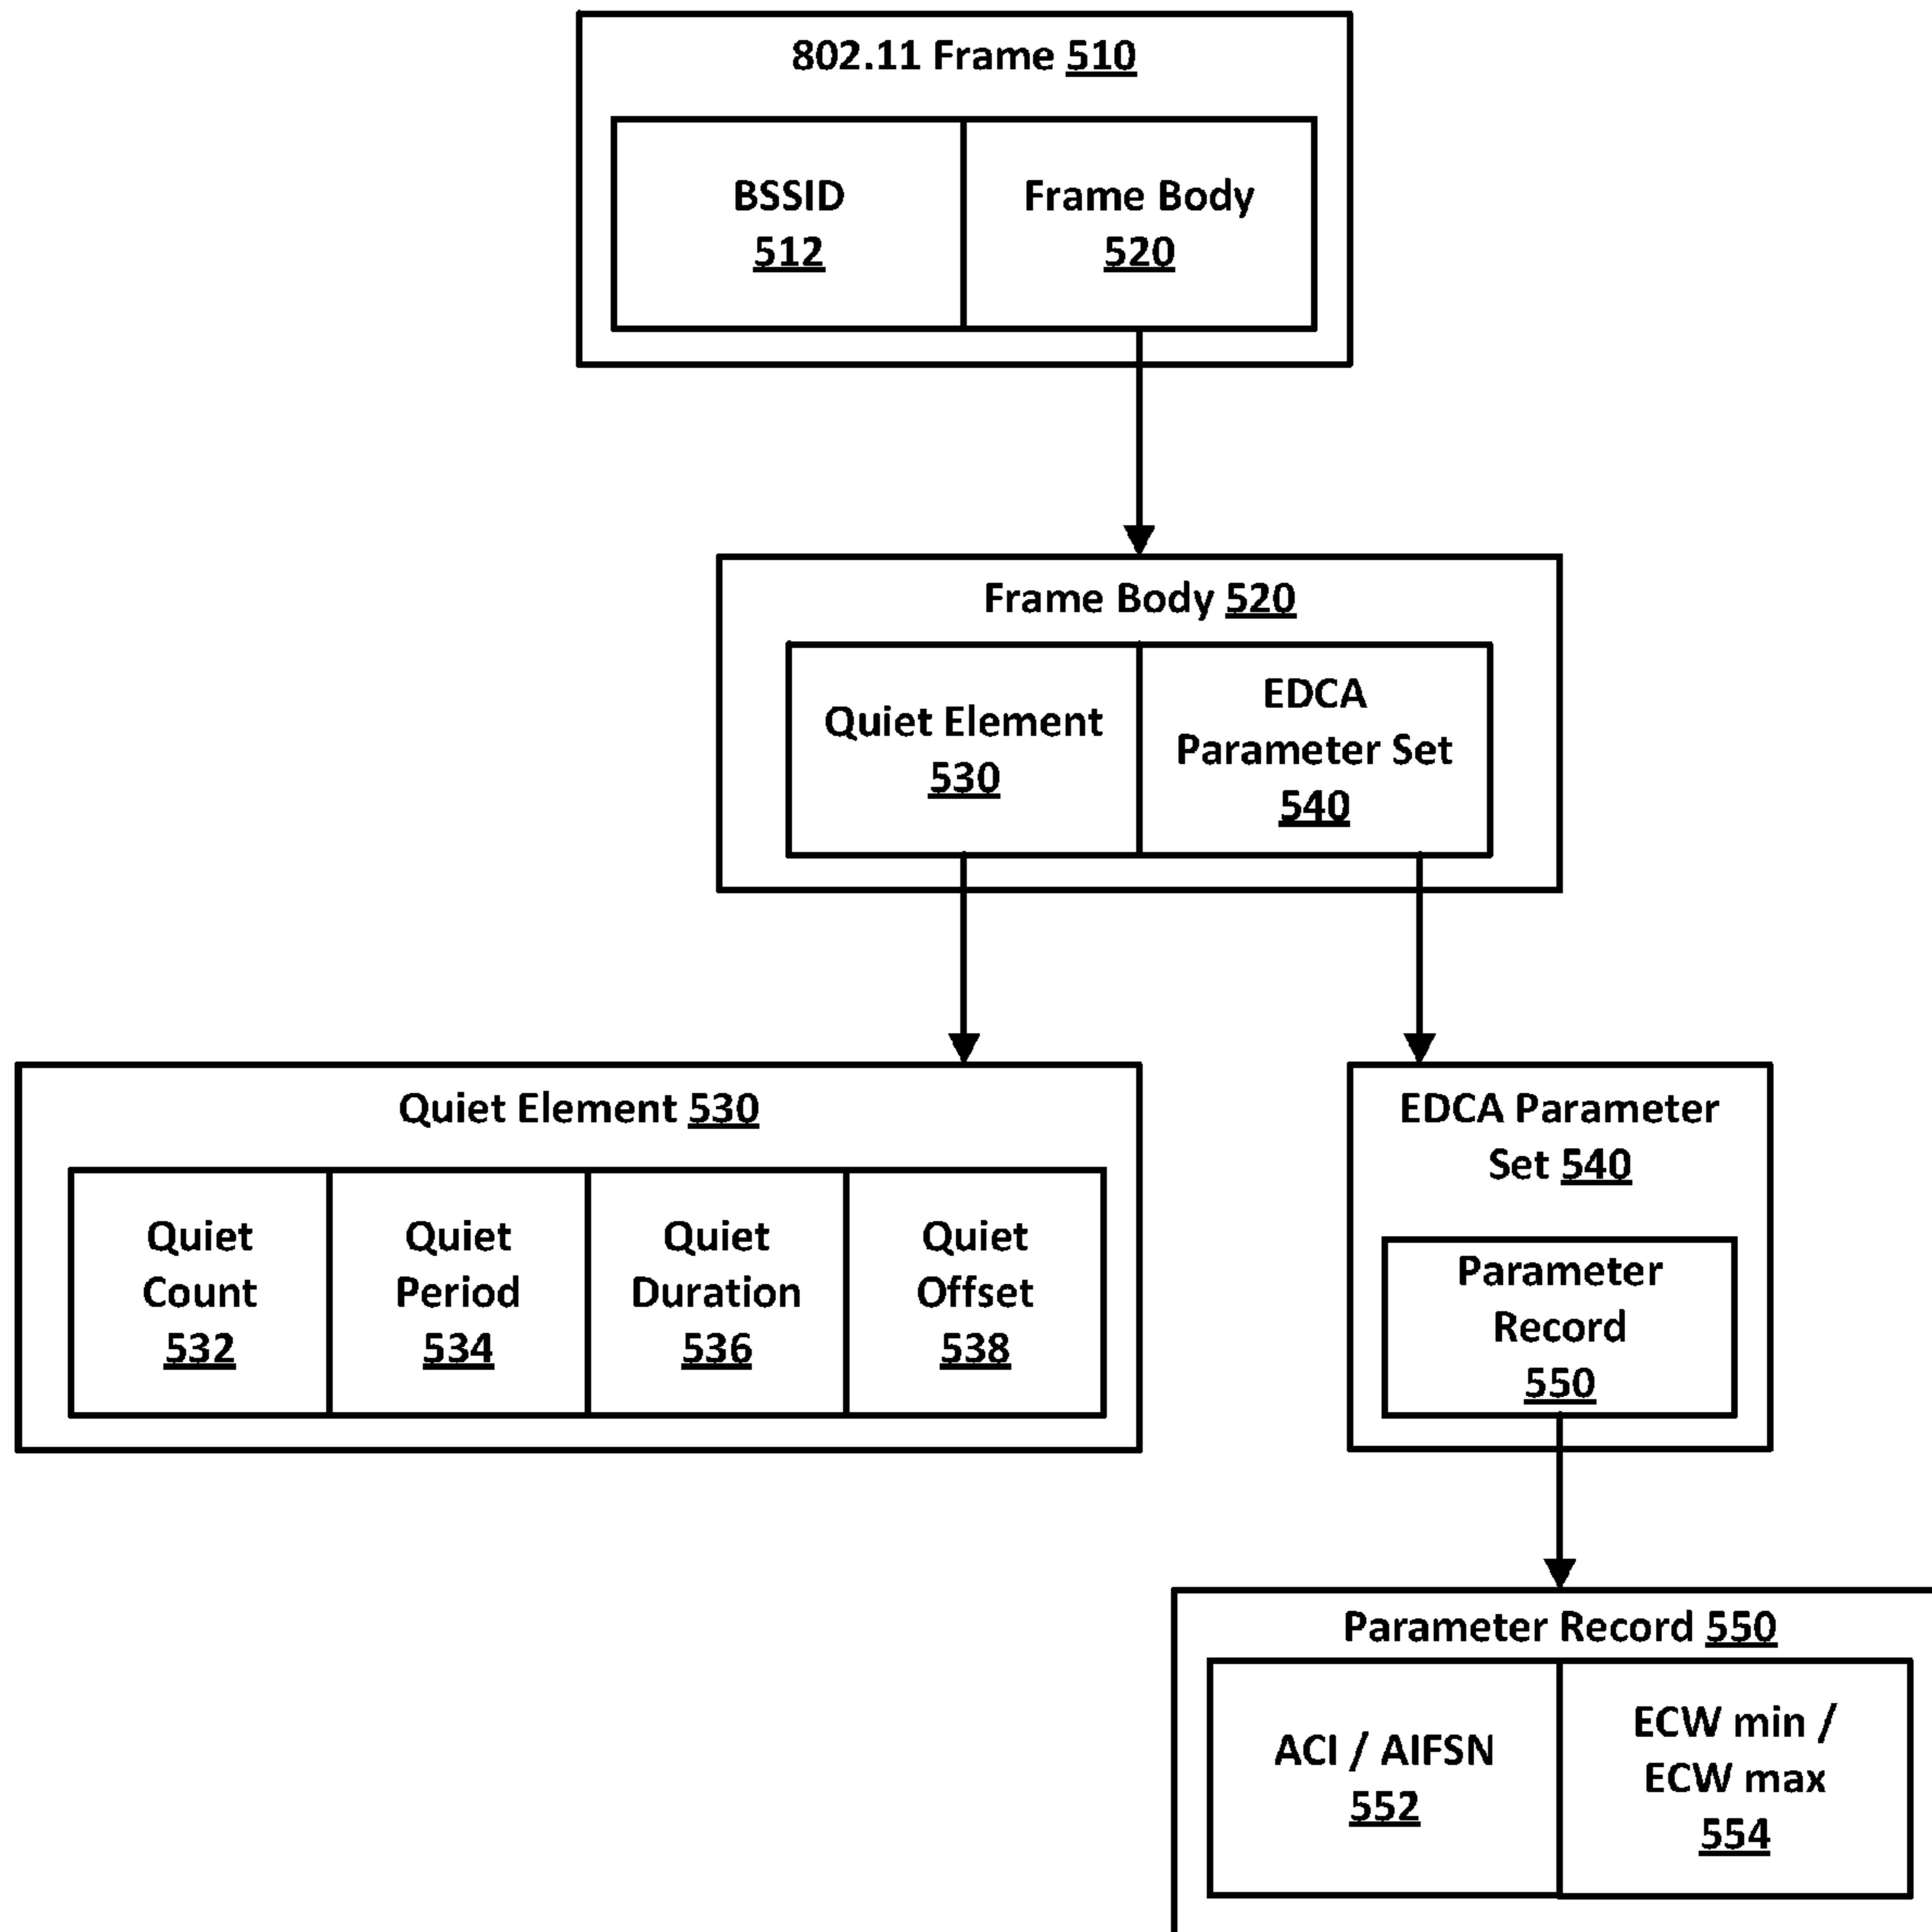 802.11 Frame 510
BSSID
512
Frame Body
520
Frame Body 520
Quiet Element
530
EDCA
Parameter Set
540
Quiet Element 530
Quiet
Count
532
Quiet
Period
534
Quiet
Duration
536
Quiet
Offset
538
EDCA Parameter
Set 540
Parameter
Record
550
Parameter Record 550
ACI / AIFSN
552
ECW min /
ECW max
554